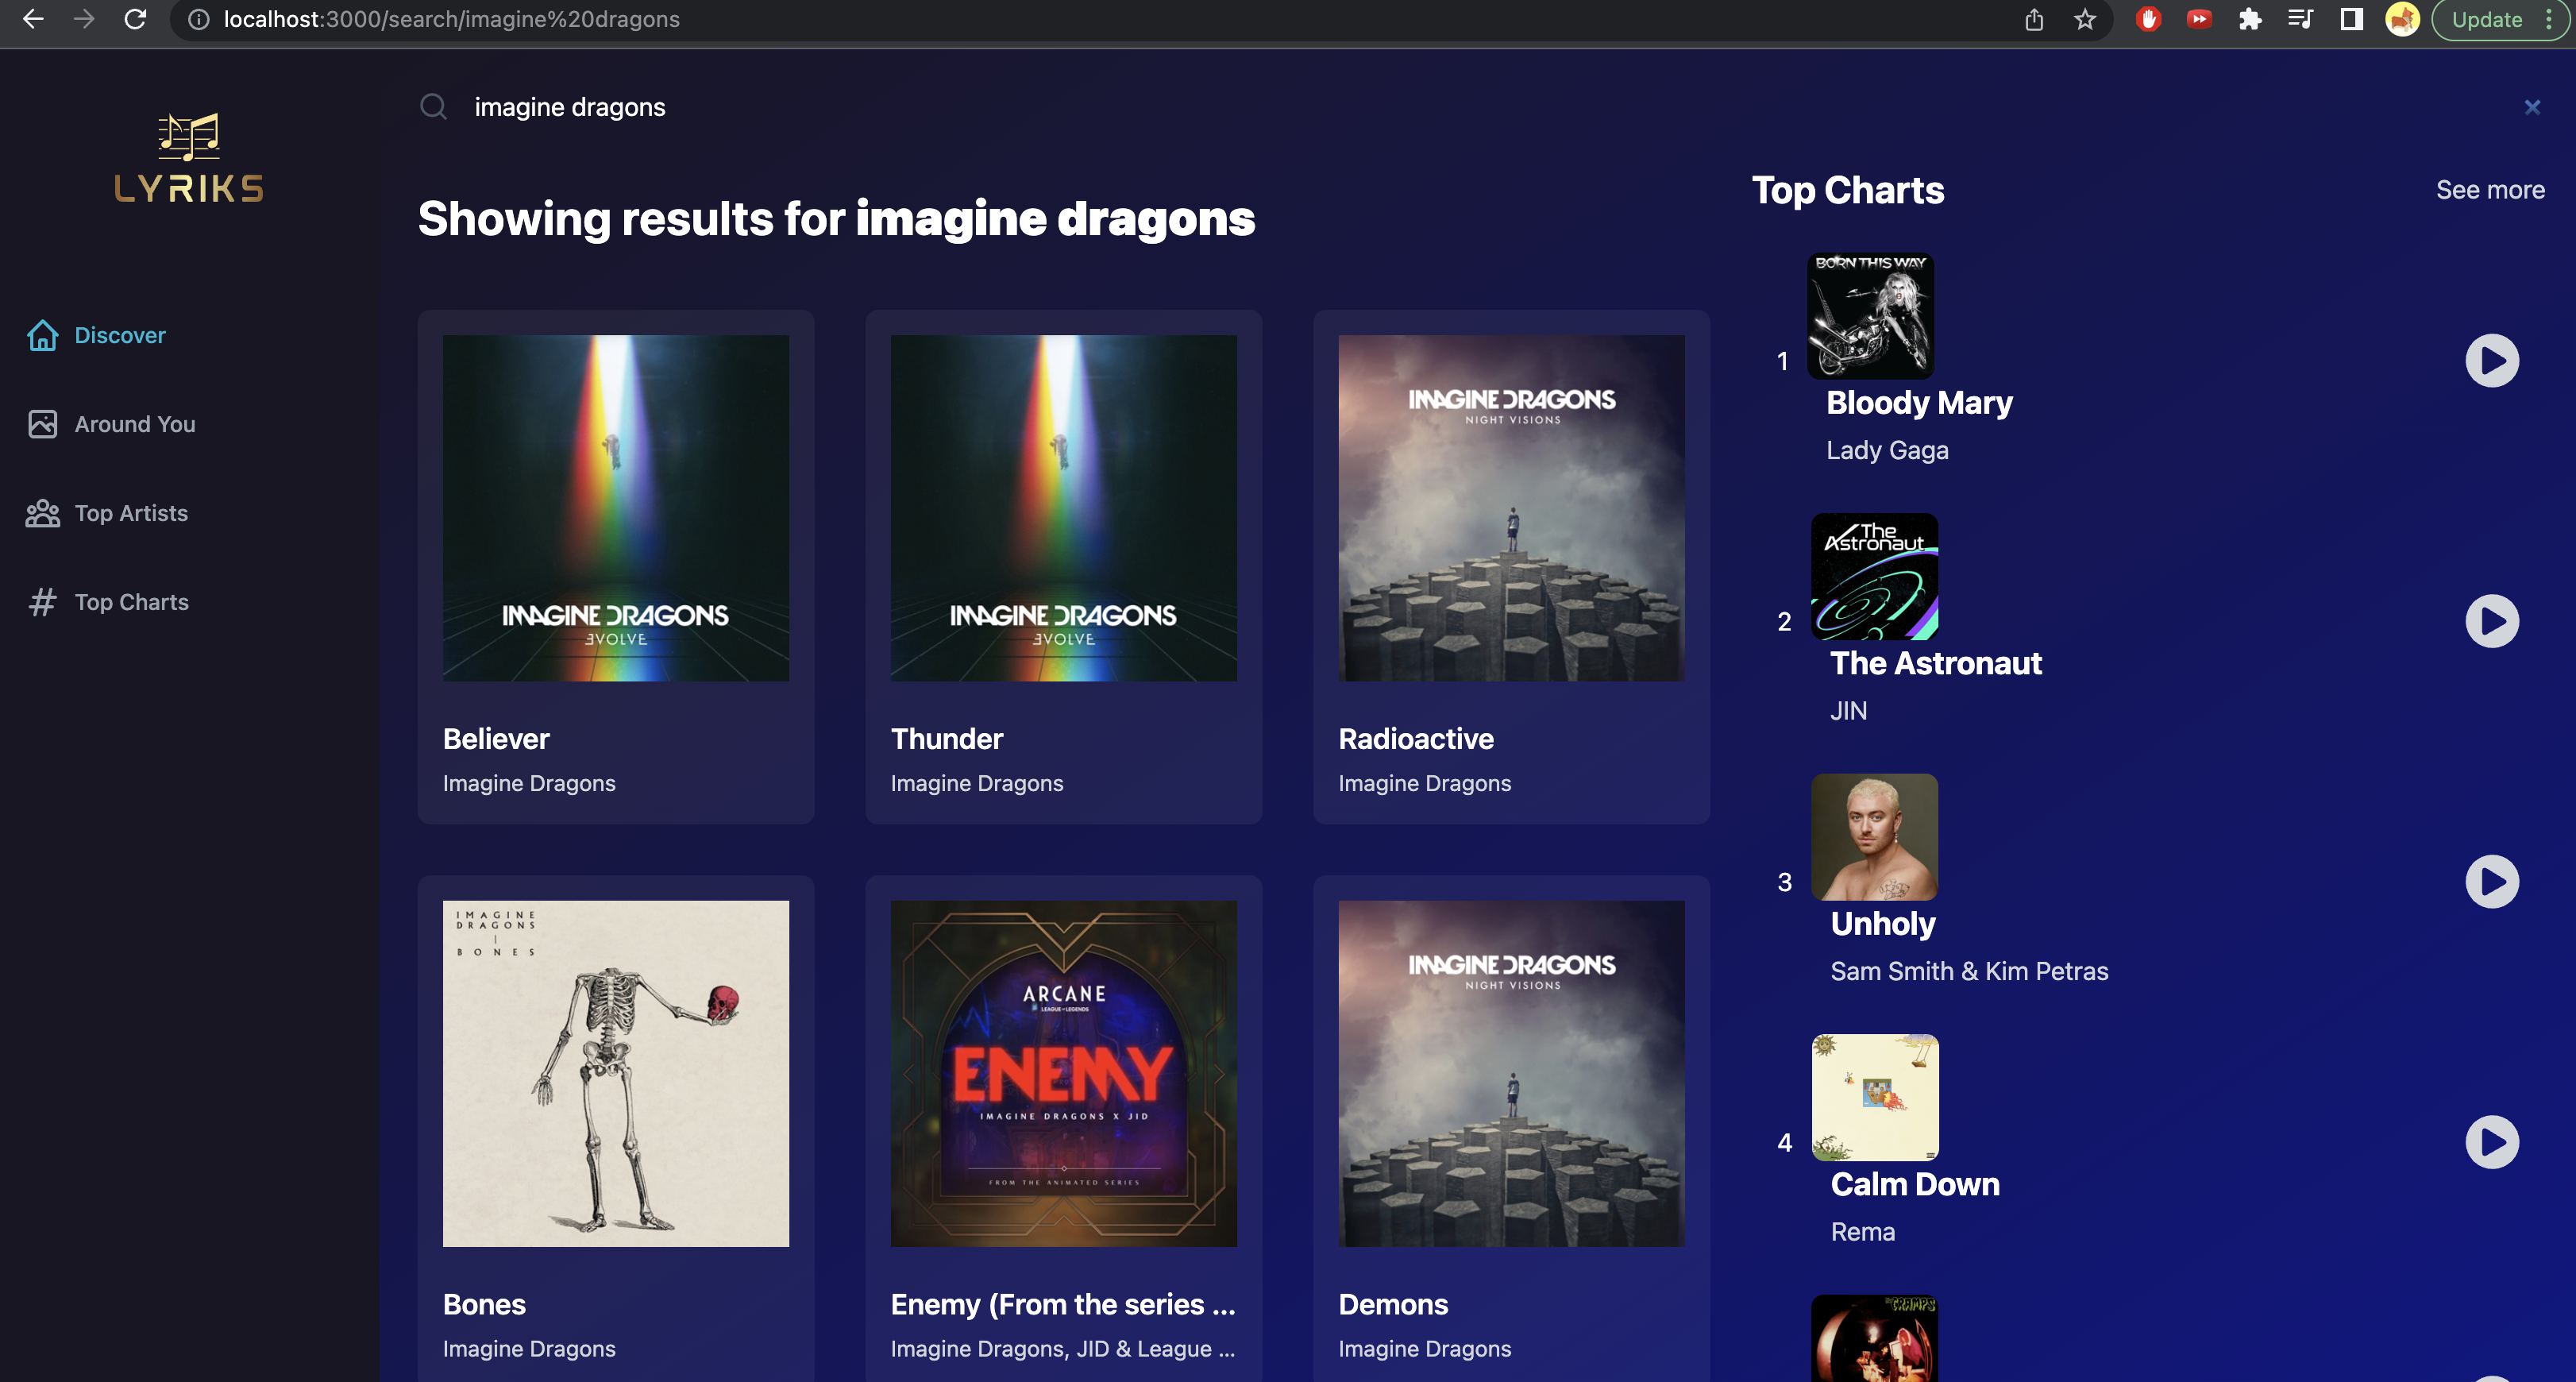 localhost:3000/search/imagine%20dragons
Update
LYRIKS
Discover
Around You
Top Artists
Top Charts
imagine dragons
Showing results for imagine dragons
IMAGINE DRAGONS
EVOLVE
Believer
Imagine Dragons
IMAGINE DRAGONS
EVOLVE
Thunder
Imagine Dragons
IMAGINE DRAGONS
NIGHT VISIONS
Radioactive
Imagine Dragons
IMAGINE
DRAGONS
BONES
Bones
Imagine Dragons
ARCANE
LEAGUE OF LEGENDS
ENEMY
IMAGINE DRAGONS X JID
FROM THE ANIMATED SERIES
Enemy (From the series ...
Imagine Dragons, JID & League ...
IMAGINE DRAGONS
NIGHT VISIONS
Demons
Imagine Dragons
Top Charts
See more
1
BORN THIS WAY
Bloody Mary
Lady Gaga
2
The
Astronaut
The Astronaut
JIN
3
Unholy
Sam Smith & Kim Petras
4
Calm Down
Rema
CRAMPS